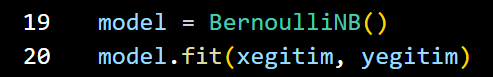 19 model = BernoulliNB()
20 model.fit(xegitim, yegitim)